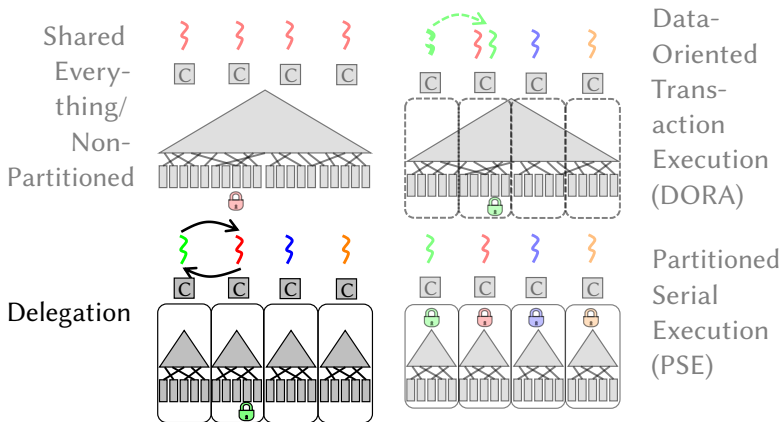 Shared
Every-
thing/
Non-
Partitioned
C C C C
Data-
Oriented
Trans-
action
Execution
(DORA)
C C C C
Delegation
C C C C
Partitioned
Serial
Execution
(PSE)
C C C C